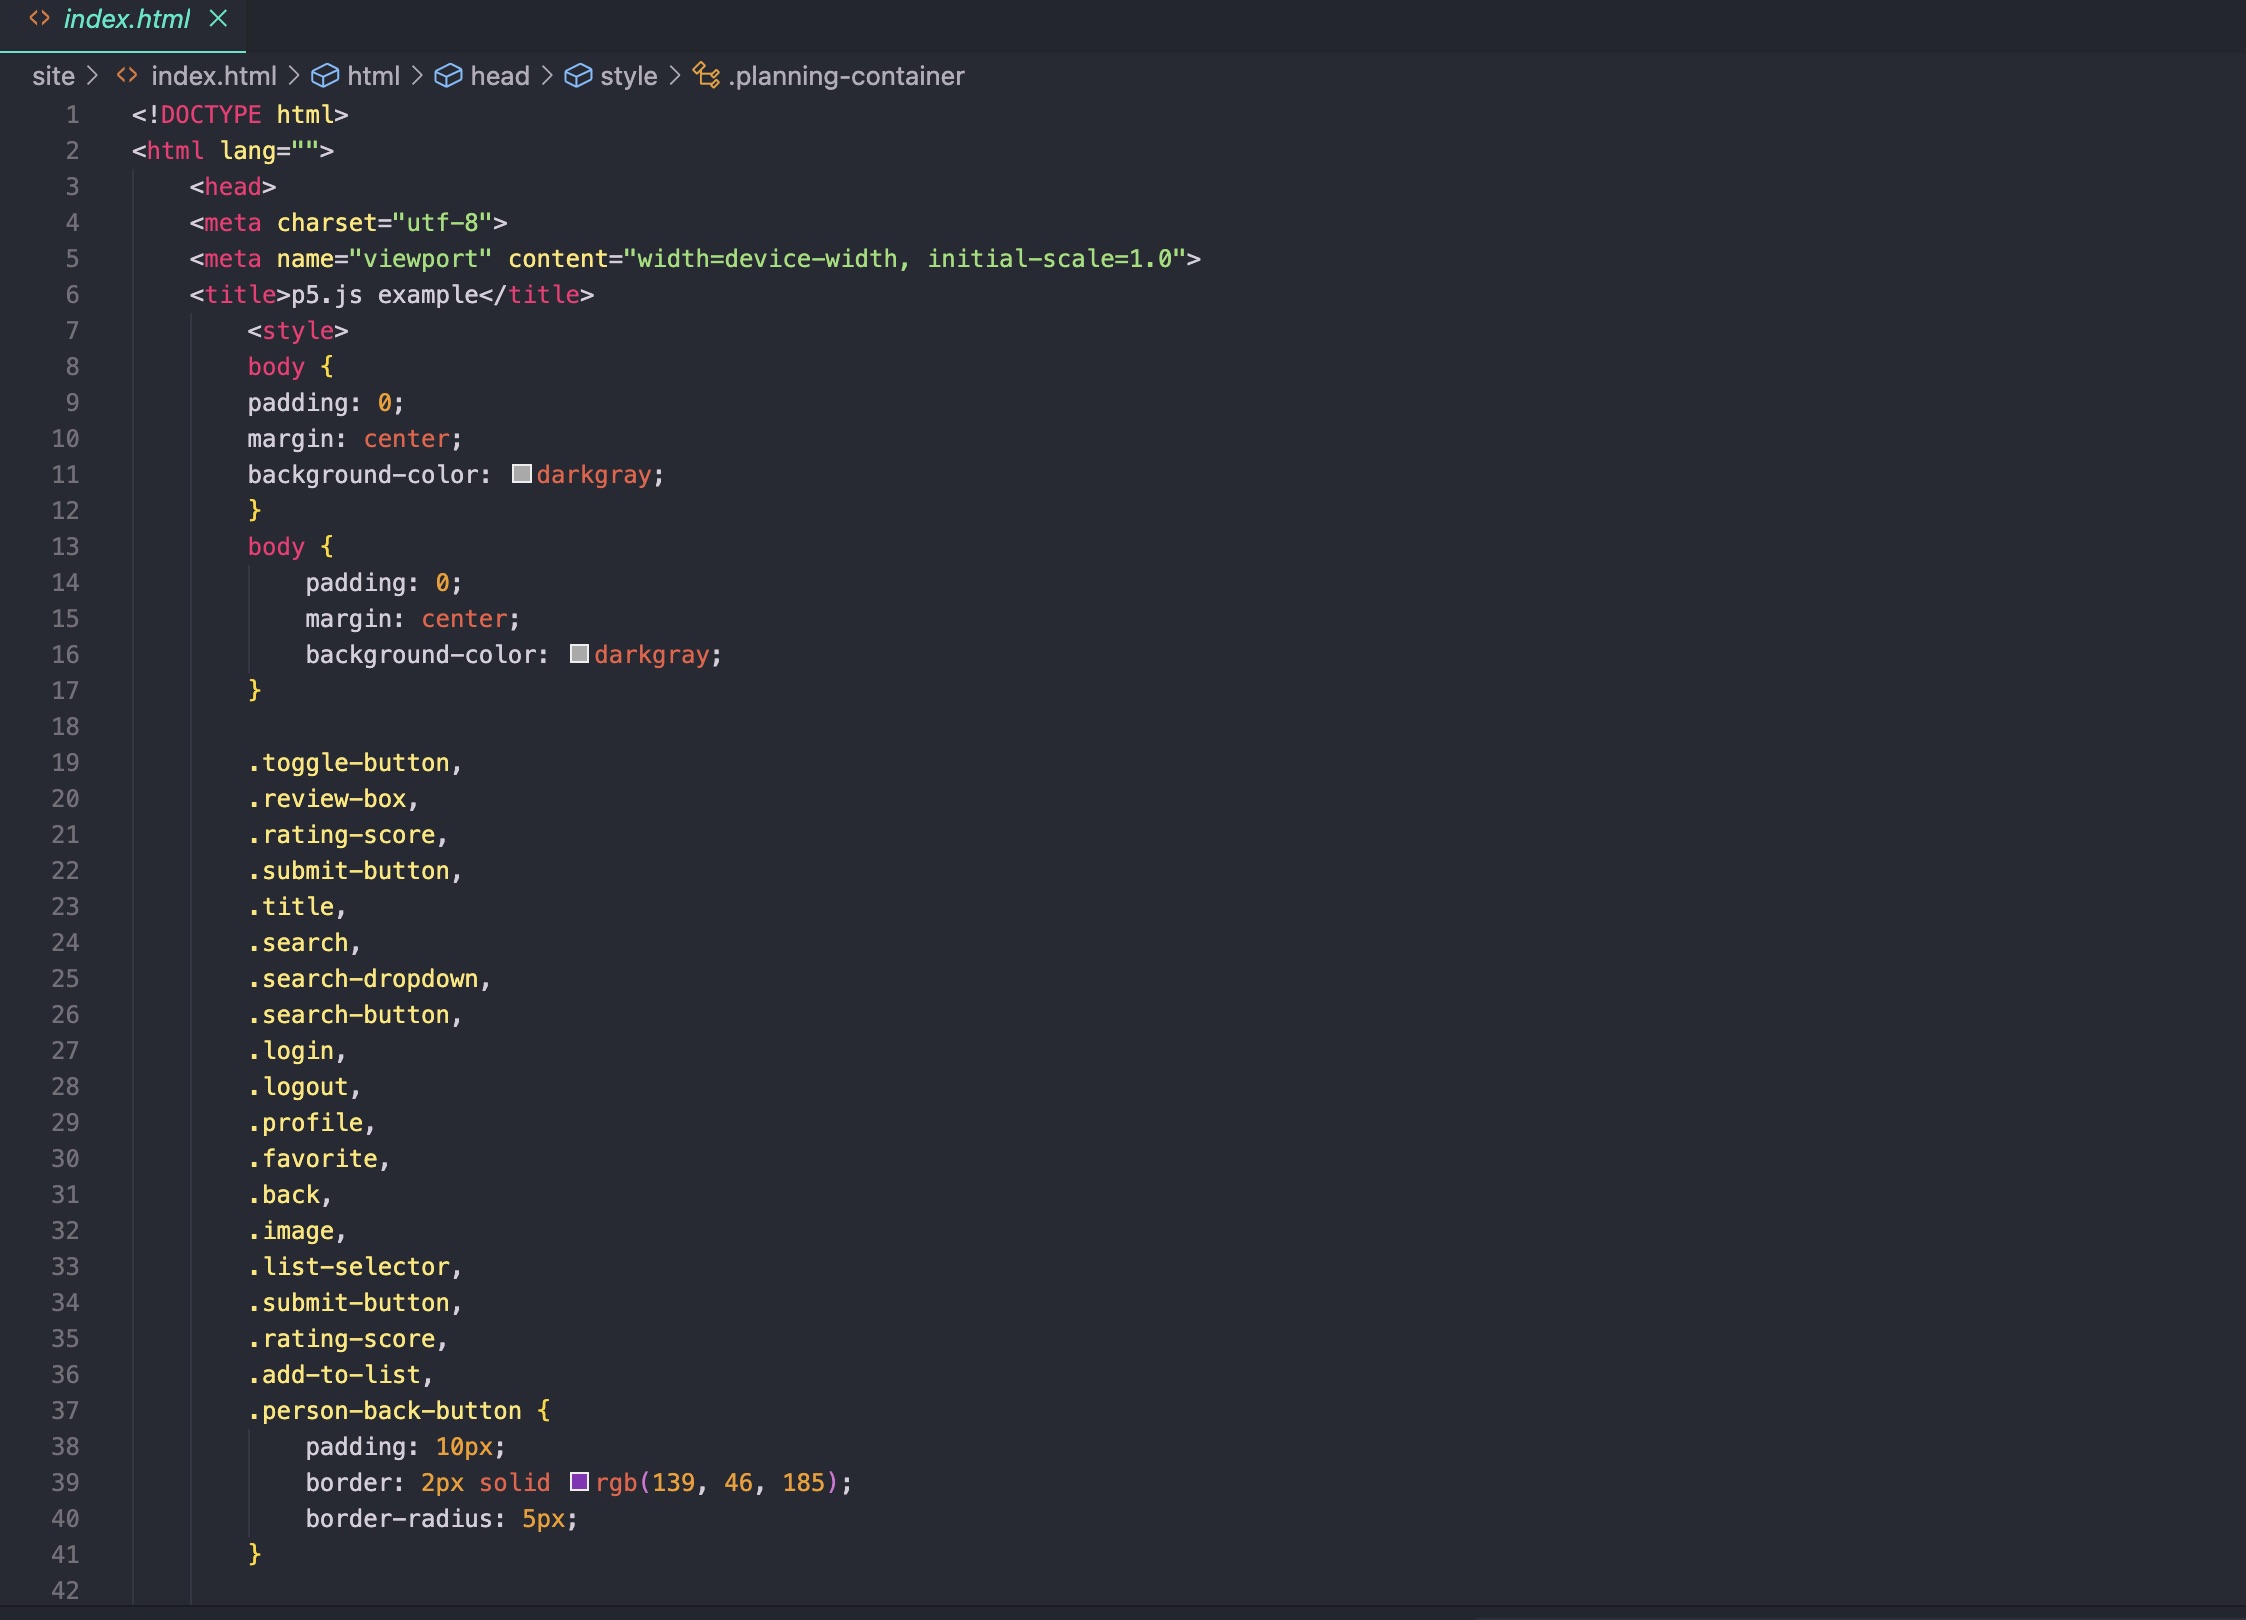 index.html
site > index.html > html > head > style > .planning-container
1 <!DOCTYPE html>
2 <html lang="">
3     <head>
4     <meta charset="utf-8">
5     <meta name="viewport" content="width=device-width, initial-scale=1.0">
6     <title>p5.js example</title>
7         <style>
8         body {
9         padding: 0;
10         margin: center;
11         background-color: darkgray;
12         }
13         body {
14             padding: 0;
15             margin: center;
16             background-color: darkgray;
17         }
18
19         .toggle-button,
20         .review-box,
21         .rating-score,
22         .submit-button,
23         .title,
24         .search,
25         .search-dropdown,
26         .search-button,
27         .login,
28         .logout,
29         .profile,
30         .favorite,
31         .back,
32         .image,
33         .list-selector,
34         .submit-button,
35         .rating-score,
36         .add-to-list,
37         .person-back-button {
38             padding: 10px;
39             border: 2px solid rgb(139, 46, 185);
40             border-radius: 5px;
41         }
42